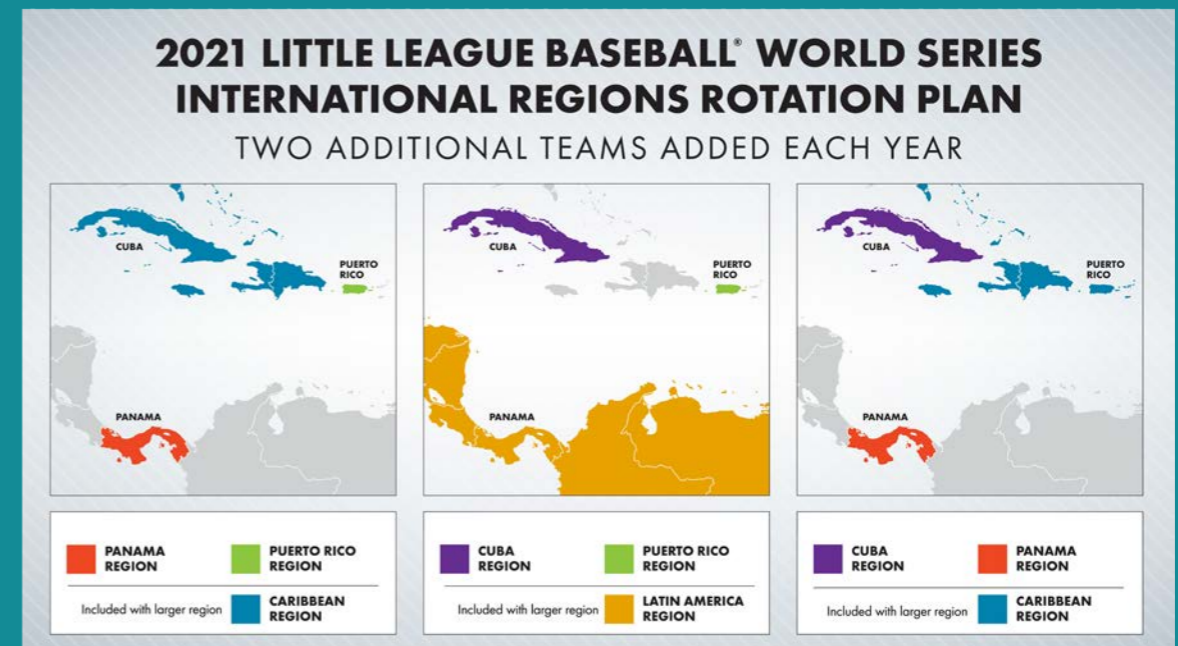 2021 LITTLE LEAGUE BASEBALL® WORLD SERIES
INTERNATIONAL REGIONS ROTATION PLAN
TWO ADDITIONAL TEAMS ADDED EACH YEAR
CUBA
PUERTO
RICO
PANAMA
CUBA
PUERTO
RICO
PANAMA
CUBA
PUERTO
RICO
PANAMA
PANAMA
REGION
PUERTO RICO
REGION
Included with larger region
CARIBBEAN
REGION
CUBA
REGION
PUERTO RICO
REGION
Included with larger region
LATIN AMERICA
REGION
CUBA
REGION
PANAMA
REGION
Included with larger region
CARIBBEAN
REGION